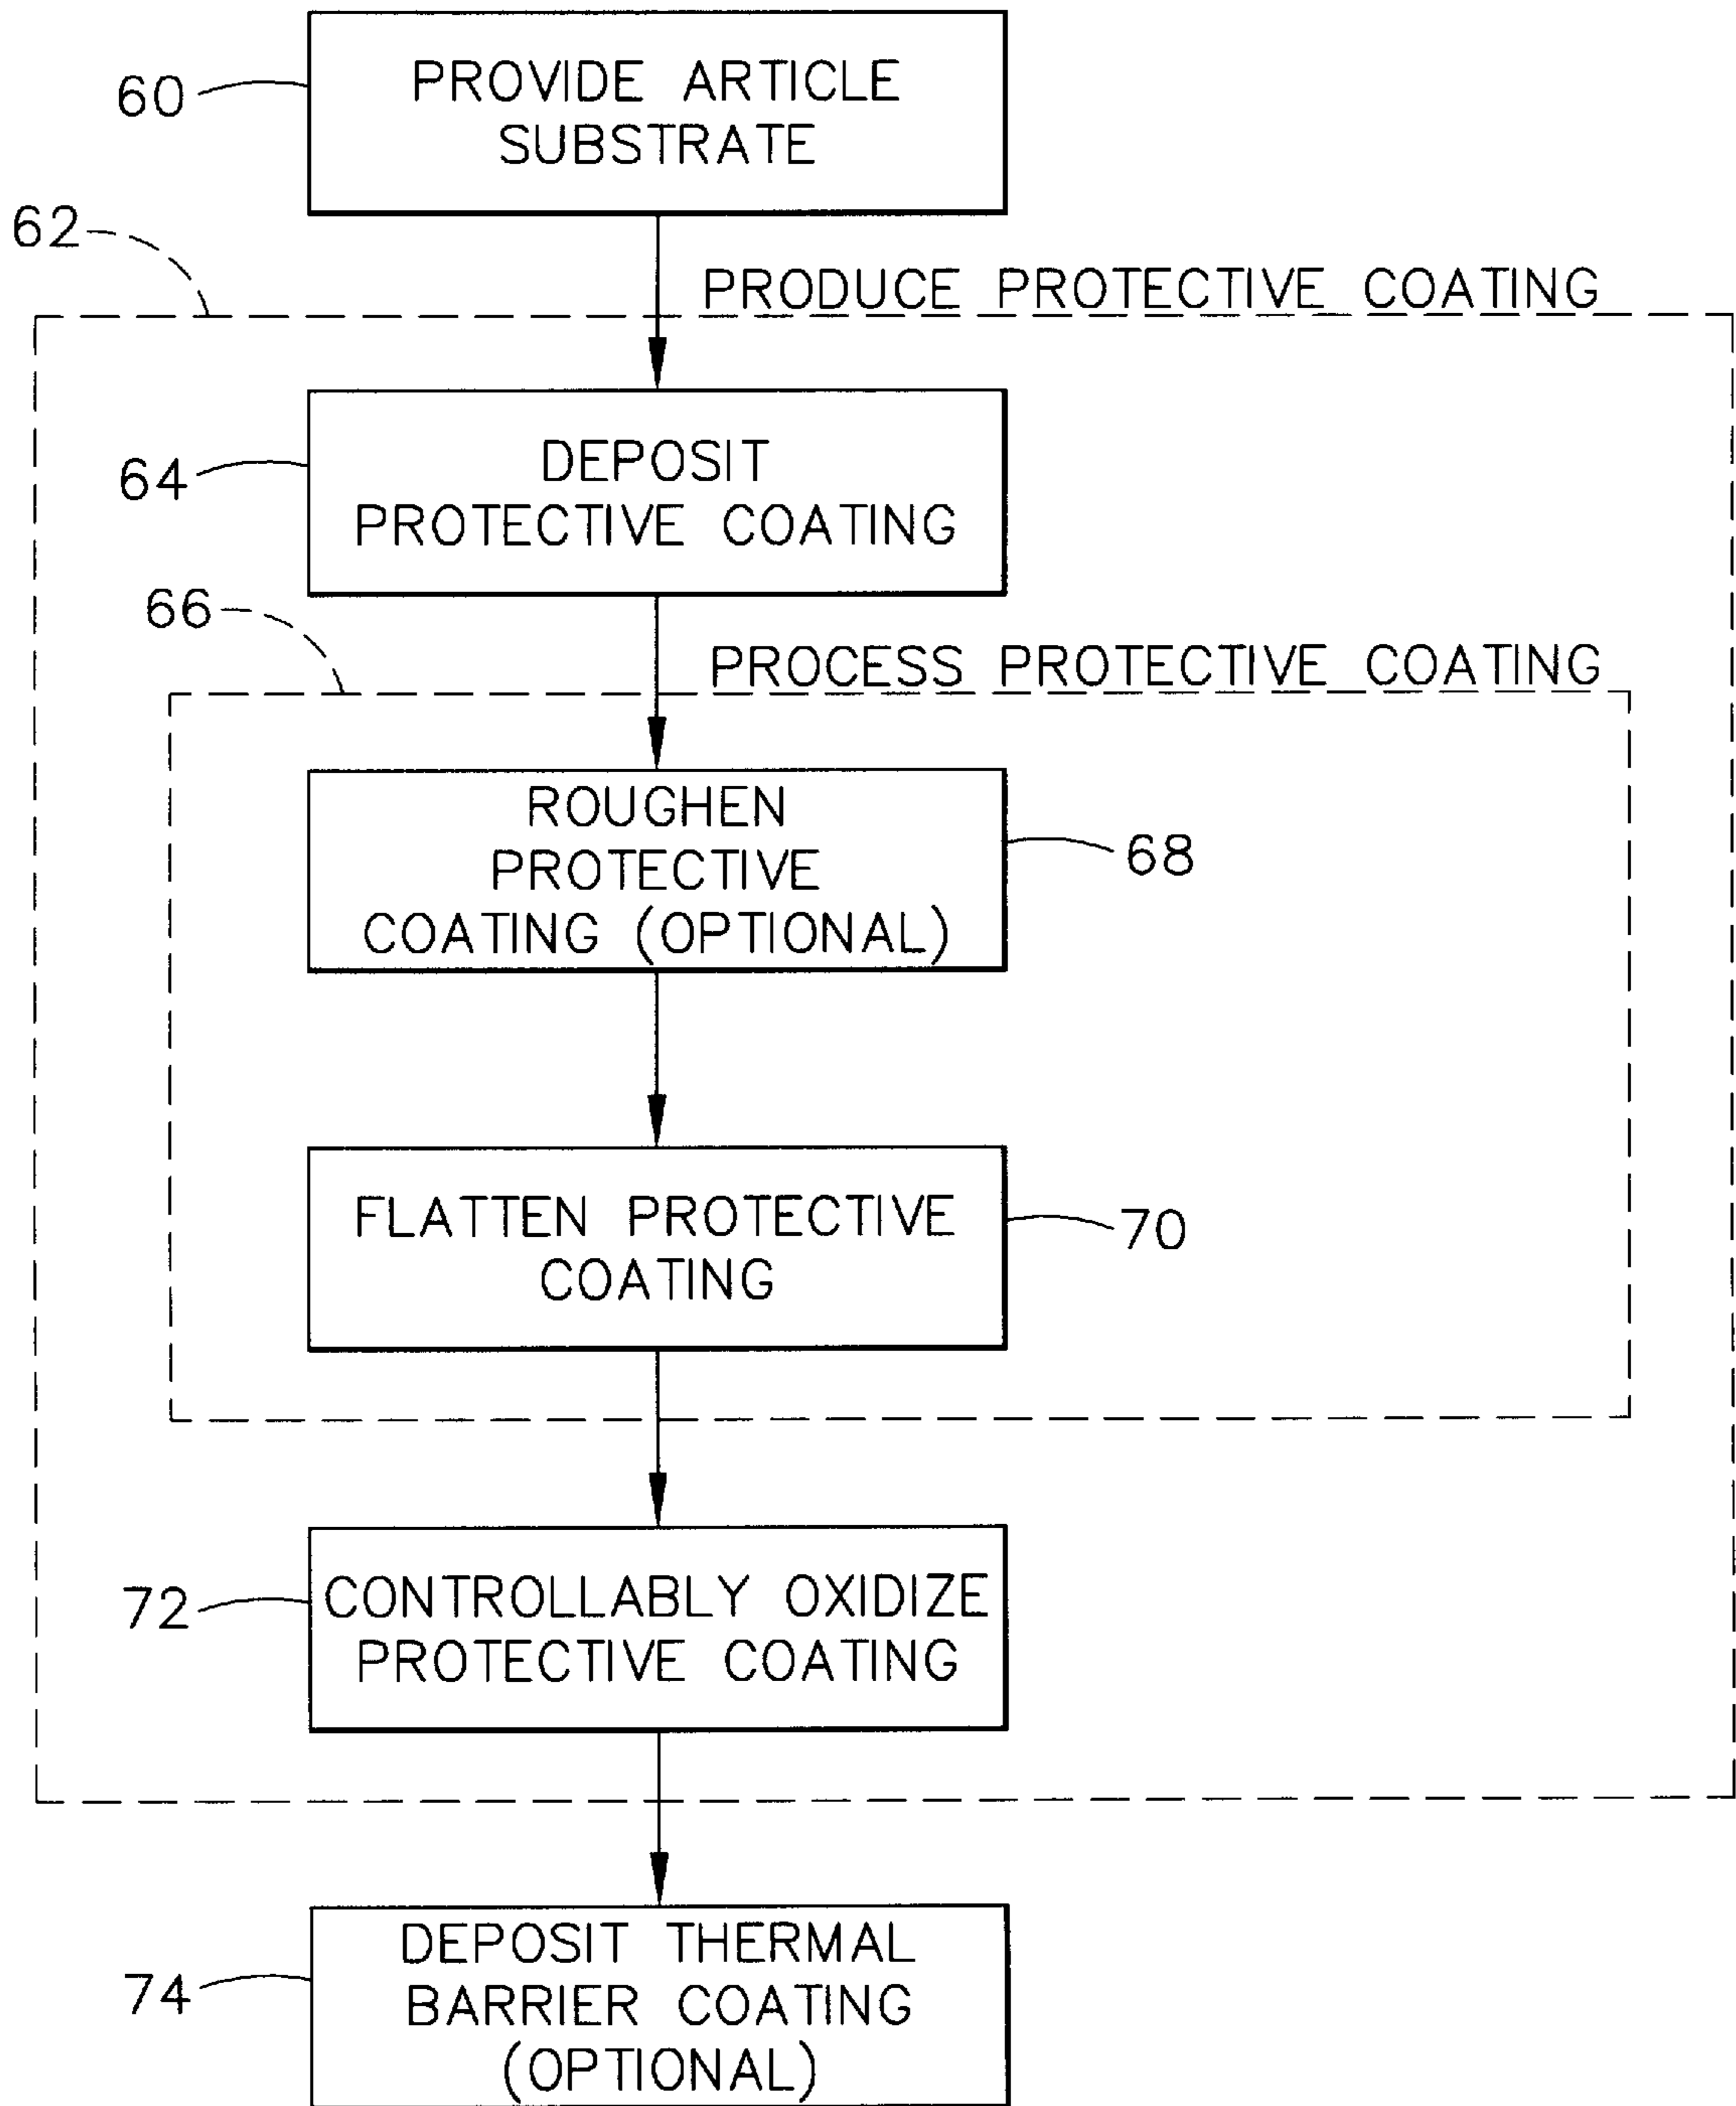 60
PROVIDE ARTICLE
SUBSTRATE
62
PRODUCE PROTECTIVE COATING
64
DEPOSIT
PROTECTIVE COATING
66
PROCESS PROTECTIVE COATING
ROUGHEN
PROTECTIVE
COATING (OPTIONAL)
68
FLATTEN PROTECTIVE
COATING
70
72
CONTROLLABLY OXIDIZE
PROTECTIVE COATING
74
DEPOSIT THERMAL
BARRIER COATING
(OPTIONAL)